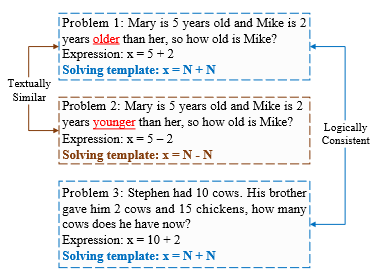 Problem 1: Mary is 5 years old and Mike is 2
years older than her, so how old is Mike?
Expression: x = 5 + 2
Solving template: x = N + N
Textually
Similar
Problem 2: Mary is 5 years old and Mike is 2
years younger than her, so how old is Mike?
Expression: x = 5 – 2
Solving template: x = N - N
Logically
Consistent
Problem 3: Stephen had 10 cows. His brother
gave him 2 cows and 15 chickens, how many
cows does he have now?
Expression: x = 10 + 2
Solving template: x = N + N